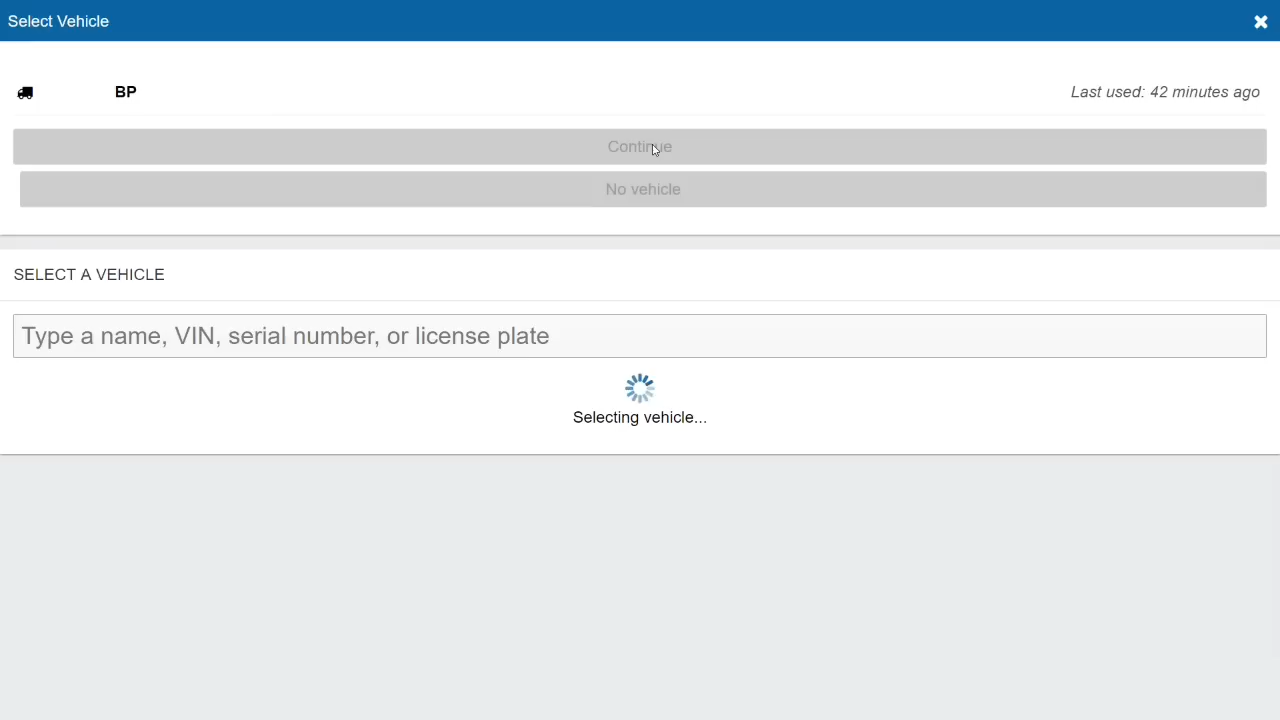 Select Vehicle
BP
Last used: 42 minutes ago
Continue
No vehicle
SELECT A VEHICLE
Type a name, VIN, serial number, or license plate
Selecting vehicle...